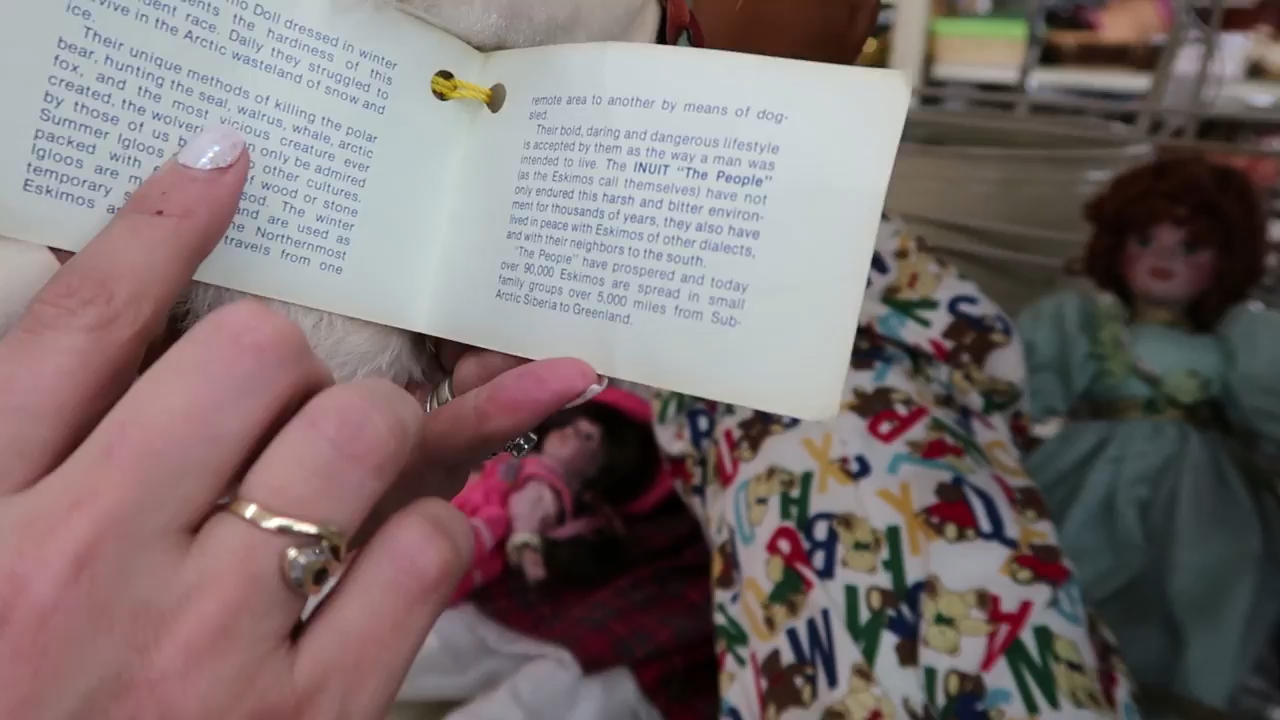 no Doll dressed in winter
ents the hardiness of this
dent race. Daily they struggled to
vive in the Arctic wasteland of snow and
ice.
Their unique methods of killing the polar
bear, hunting the seal, walrus, whale, arctic
fox, and the most vicious creature ever
created, the wolver n only be admired
by those of us b o other cultures.
Summer Igloos of wood or stone
packed with sod. The winter
Igloos are m and are used as
temporary s he Northernmost
Eskimos a travels from one
remote area to another by means of dog-
sled.
Their bold, daring and dangerous lifestyle
is accepted by them as the way a man was
intended to live. The INUIT "The People"
(as the Eskimos call themselves) have not
only endured this harsh and bitter environ-
ment for thousands of years, they also have
lived in peace with Eskimos of other dialects,
and with their neighbors to the south.
"The People" have prospered and today
over 90,000 Eskimos are spread in small
family groups over 5,000 miles from Sub-
Arctic Siberia to Greenland.